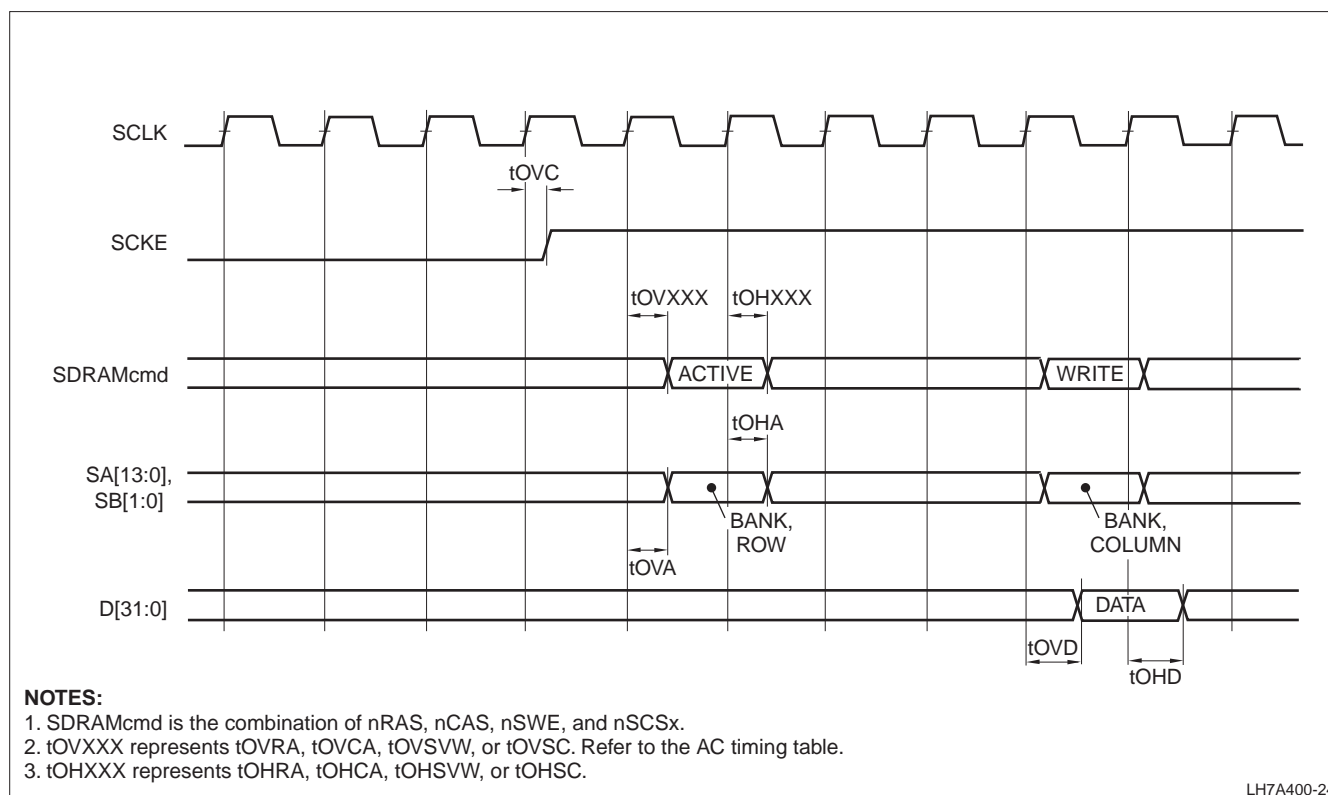 SCLK
tOVC
SCKE
tOVXXX
tOHXXX
SDRAMcmd
ACTIVE
WRITE
tOHA
SA[13:0],
SB[1:0]
BANK,
ROW
BANK,
COLUMN
tOVA
D[31:0]
DATA
tOVD
tOHD
NOTES:
1. SDRAMcmd is the combination of nRAS, nCAS, nSWE, and nSCSx.
2. tOVXXX represents tOVRA, tOVCA, tOVSVW, or tOVSC. Refer to the AC timing table.
3. tOHXXX represents tOHRA, tOHCA, tOHSVW, or tOHSC.